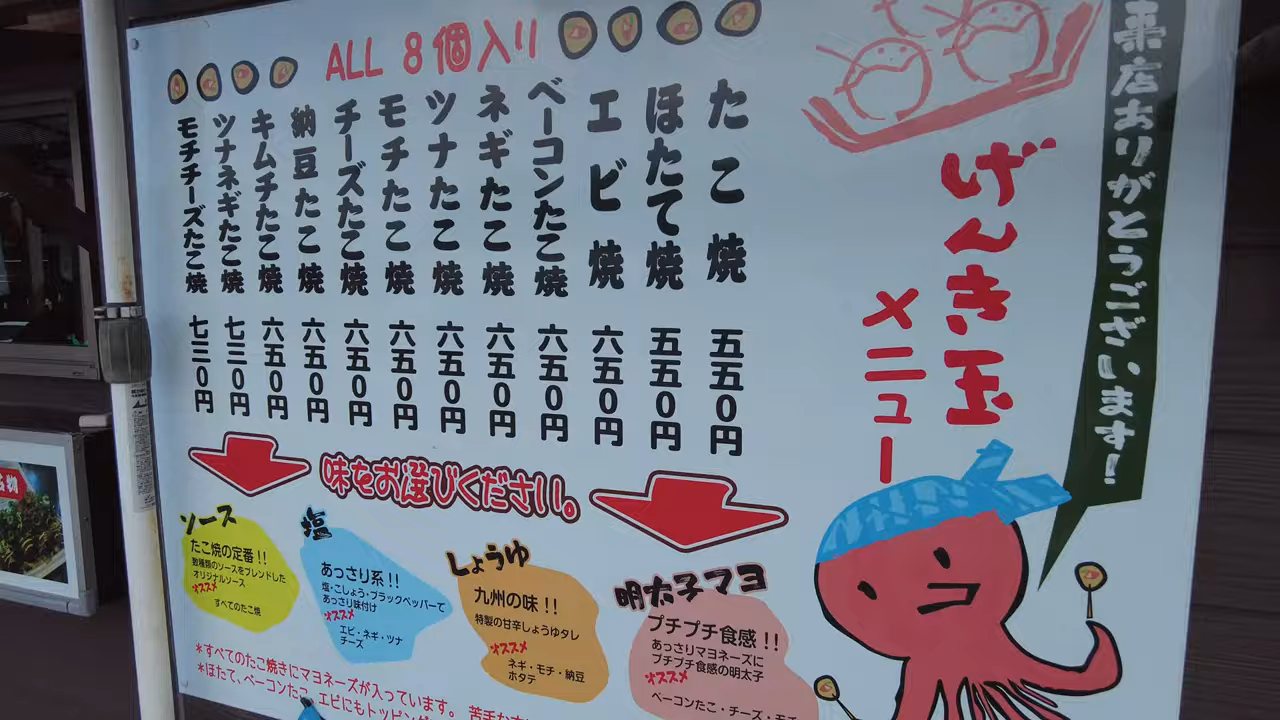 来店ありがとうございます!
げんき玉
メニュー
ALL 8個入り
たこ焼 五五0円
ほたて焼 五五0円
エビ焼 六五0円
ベーコンたこ焼 六五0円
ネギたこ焼 六五0円
ツナたこ焼 六五0円
モチたこ焼 六五0円
チーズたこ焼 六五0円
納豆たこ焼 六五0円
キムチたこ焼 六五0円
ツナネギたこ焼 七三0円
モチチーズたこ焼 七三0円
味をお選びください。
ソース
たこ焼の定番!!
数種類のソースをブレンドした
オリジナルソース
オススメ
すべてのたこ焼
塩
あっさり系!!
塩・こしょう・ブラックペッパーで
あっさり味付け
オススメ
エビ・ネギ・ツナ
チーズ
しょうゆ
九州の味!!
特製の甘辛しょうゆタレ
オススメ
ネギ・モチ・納豆
ホタテ
明太子マヨ
プチプチ食感!!
あっさりマヨネーズに
プチプチ食感の明太子
オススメ
ベーコンたこ・チーズ・モチ
*すべてのたこ焼きにマヨネーズが入っています。 苦手な
*ほたて、ベーコンたこ、エビにもトッピング